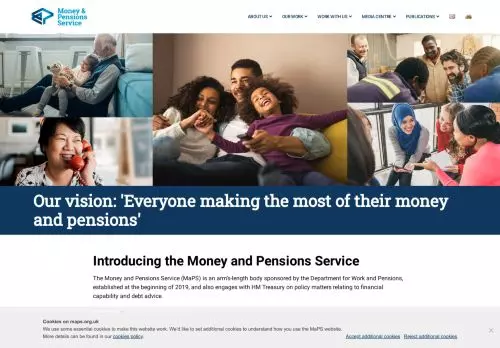 Money &
Pensions
Service
ABOUT US
OUR WORK
WORK WITH US
MEDIA CENTRE
PUBLICATIONS
Our vision: 'Everyone making the most of their money
and pensions'
Introducing the Money and Pensions Service
The Money and Pensions Service (MaPS) is an arm's-length body sponsored by the Department for Work and Pensions,
established at the beginning of 2019, and also engages with HM Treasury on policy matters relating to financial
capability and debt advice.
Cookies on maps.org.uk
We use some essential cookies to make this website work. We'd like to set additional cookies to understand how you use the MaPS website.
More details can be found in our cookies policy.
Accept additional cookies
Reject additional cookies